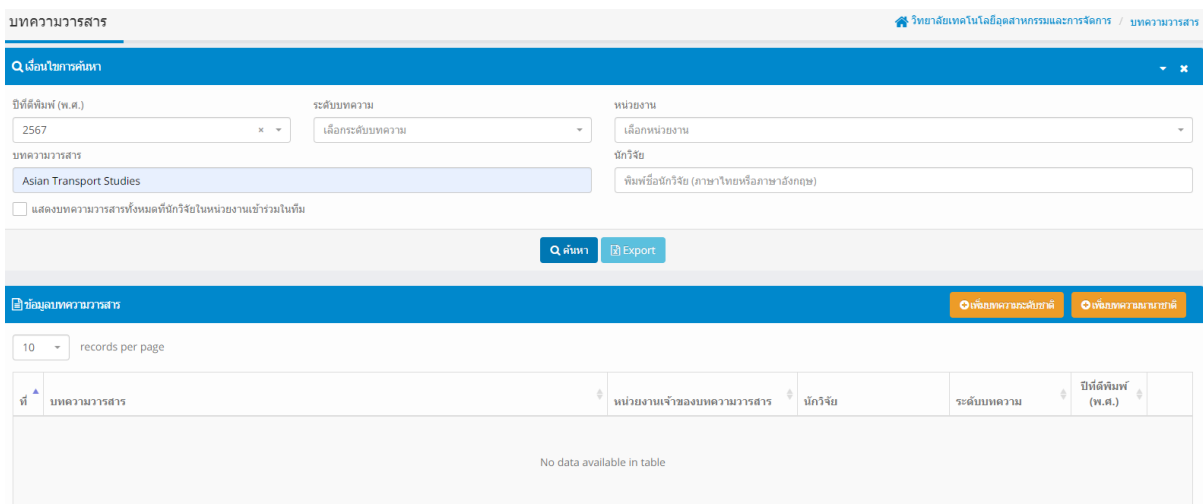 บทความวารสาร
วิทยาลัยเทคโนโลยีอุตสาหกรรมและการจัดการ / บทความวารสาร
เงื่อนไขการค้นหา
ปีที่ตีพิมพ์ (พ.ศ.) ระดับบทความ หน่วยงาน
2567 × เลือกระดับบทความ เลือกหน่วยงาน
บทความวารสาร นักวิจัย
Asian Transport Studies พิมพ์ชื่อนักวิจัย (ภาษาไทยหรือภาษาอังกฤษ)
แสดงบทความวารสารทั้งหมดที่นักวิจัยในหน่วยงานเข้าร่วมในทีม
ค้นหา Export
ข้อมูลบทความวารสาร เพิ่มบทความระดับชาติ เพิ่มบทความนานาชาติ
10 records per page
ที่ บทความวารสาร หน่วยงานเจ้าของบทความวารสาร นักวิจัย ระดับบทความ ปีที่ตีพิมพ์ (พ.ศ.)
No data available in table